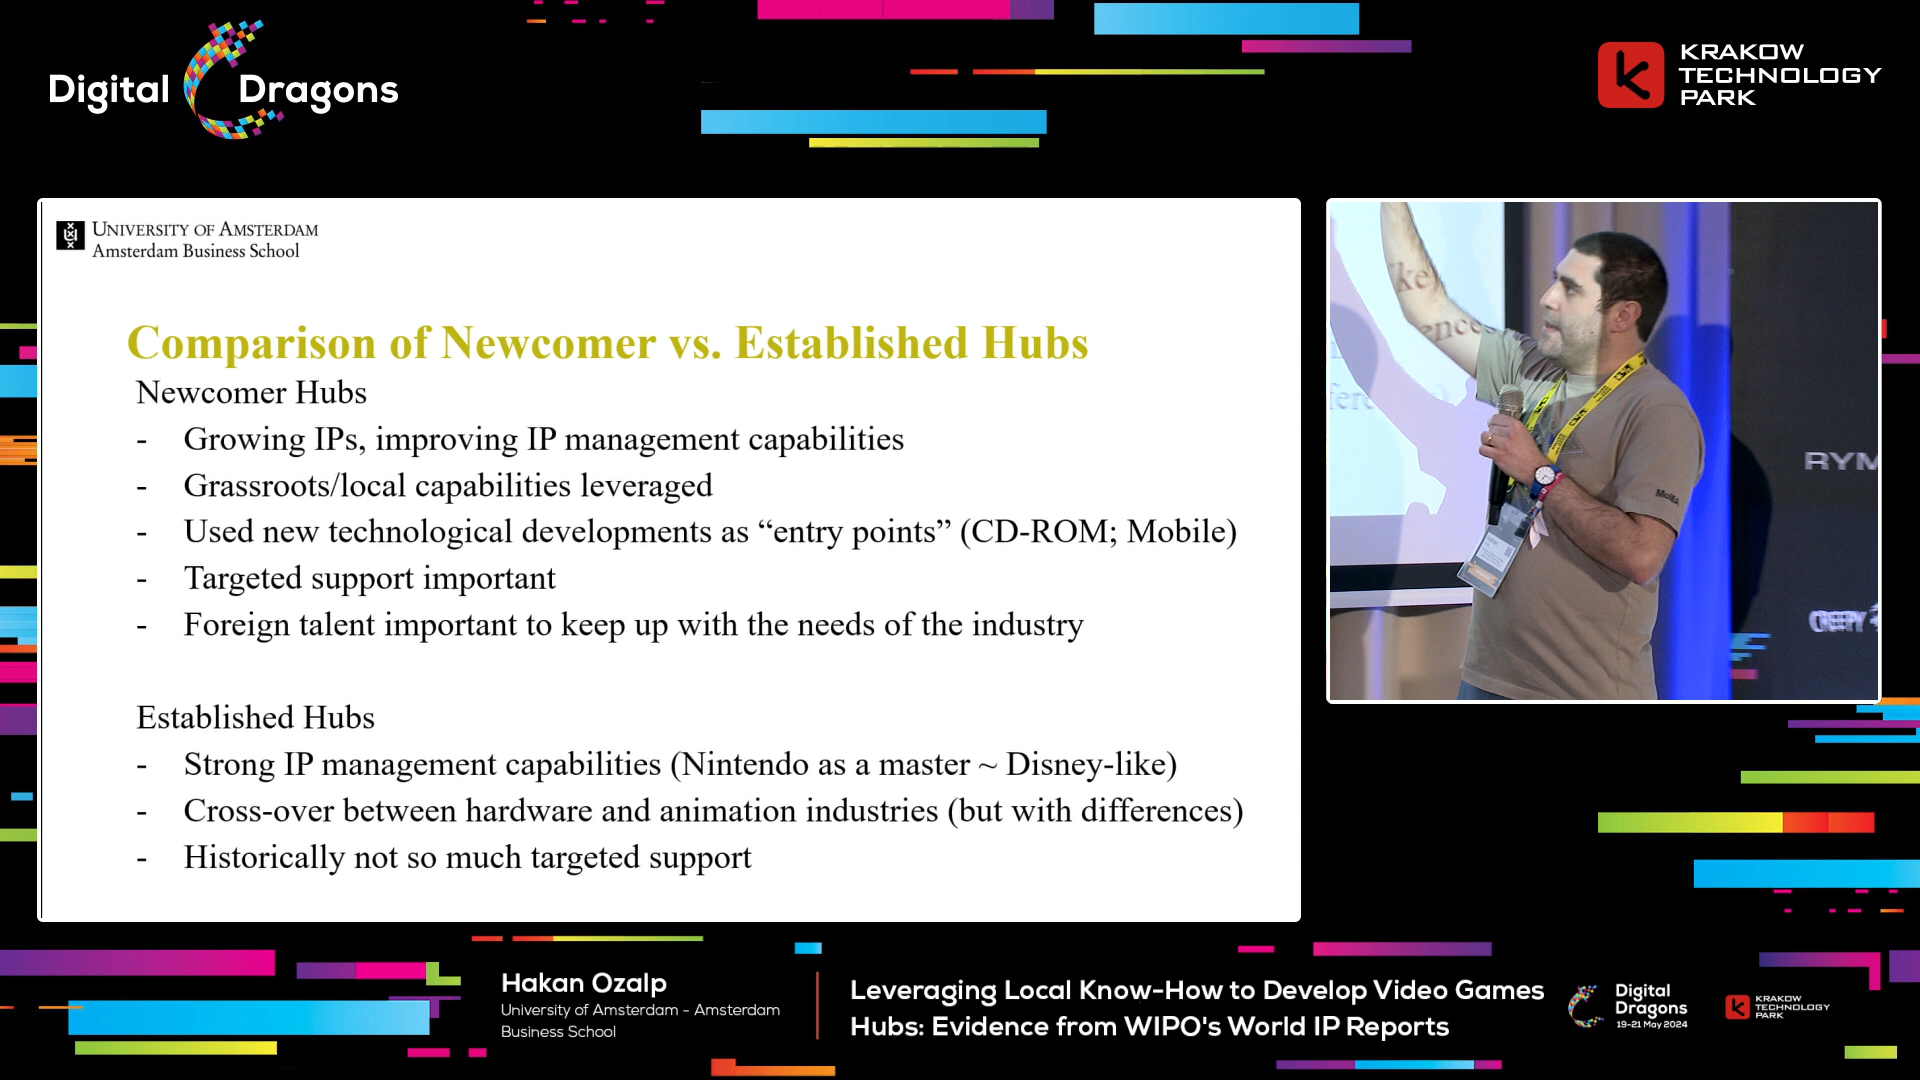 Digital Dragons
KRAKOW
TECHNOLOGY
PARK
UNIVERSITY OF AMSTERDAM
Amsterdam Business School
Comparison of Newcomer vs. Established Hubs
Newcomer Hubs
- Growing IPs, improving IP management capabilities
- Grassroots/local capabilities leveraged
- Used new technological developments as “entry points” (CD-ROM; Mobile)
- Targeted support important
- Foreign talent important to keep up with the needs of the industry
Established Hubs
- Strong IP management capabilities (Nintendo as a master ~ Disney-like)
- Cross-over between hardware and animation industries (but with differences)
- Historically not so much targeted support
RYM
Hakan Ozalp
University of Amsterdam - Amsterdam
Business School
Leveraging Local Know-How to Develop Video Games
Hubs: Evidence from WIPO's World IP Reports
Digital
Dragons
19-21 May 2024
KRAKOW
TECHNOLOGY
PARK